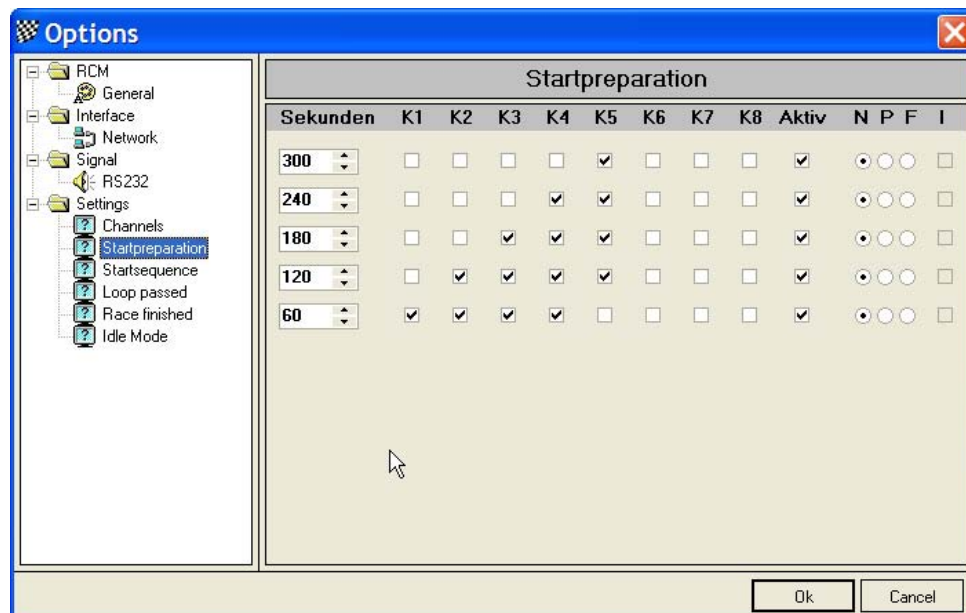 Options
RCM
General
Interface
Network
Signal
RS232
Settings
Channels
Startpreparation
Startsequence
Loop passed
Race finished
Idle Mode
Startpreparation
Sekunden K1 K2 K3 K4 K5 K6 K7 K8 Aktiv N P F I
300
240
180
120
60
Ok Cancel